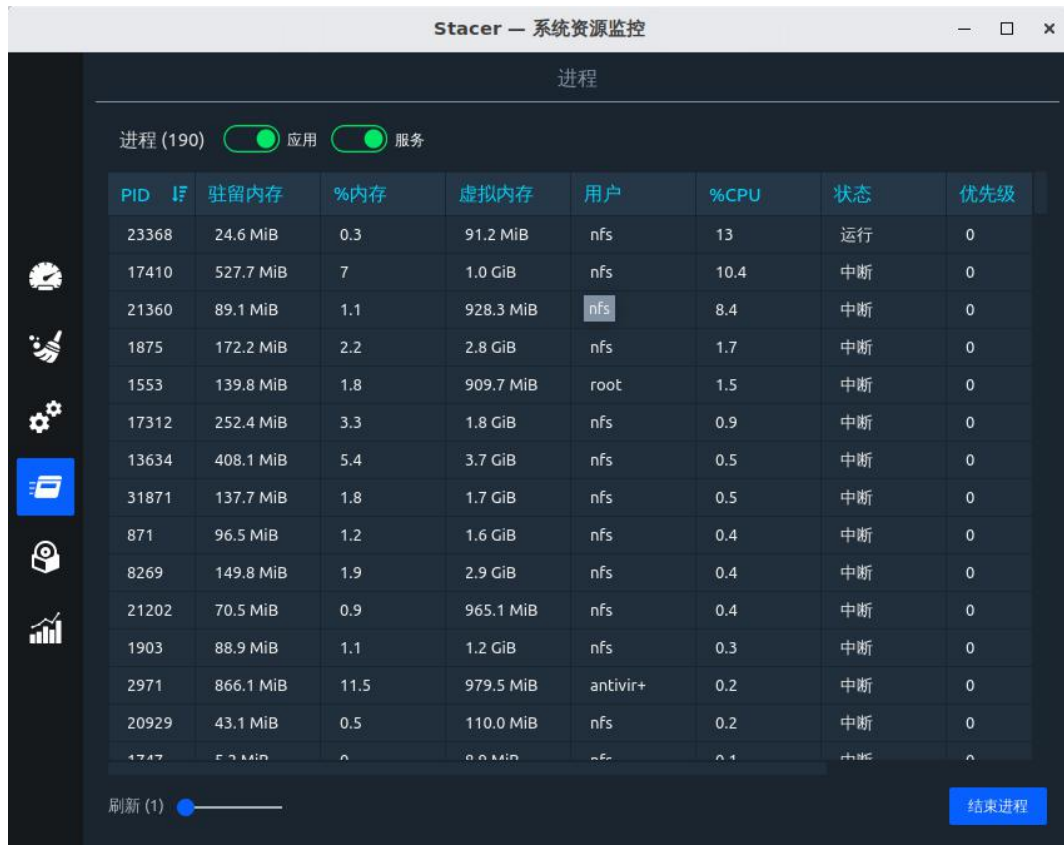 Stacer — 系统资源监控
进程
进程 (190) 应用 服务
PID 驻留内存 %内存 虚拟内存 用户 %CPU 状态 优先级
23368 24.6 MiB 0.3 91.2 MiB nfs 13 运行 0
17410 527.7 MiB 7 1.0 GiB nfs 10.4 中断 0
21360 89.1 MiB 1.1 928.3 MiB nfs 8.4 中断 0
1875 172.2 MiB 2.2 2.8 GiB nfs 1.7 中断 0
1553 139.8 MiB 1.8 909.7 MiB root 1.5 中断 0
17312 252.4 MiB 3.3 1.8 GiB nfs 0.9 中断 0
13634 408.1 MiB 5.4 3.7 GiB nfs 0.5 中断 0
31871 137.7 MiB 1.8 1.7 GiB nfs 0.5 中断 0
871 96.5 MiB 1.2 1.6 GiB nfs 0.4 中断 0
8269 149.8 MiB 1.9 2.9 GiB nfs 0.4 中断 0
21202 70.5 MiB 0.9 965.1 MiB nfs 0.4 中断 0
1903 88.9 MiB 1.1 1.2 GiB nfs 0.3 中断 0
2971 866.1 MiB 11.5 979.5 MiB antivir+ 0.2 中断 0
20929 43.1 MiB 0.5 110.0 MiB nfs 0.2 中断 0
刷新 (1) 结束进程